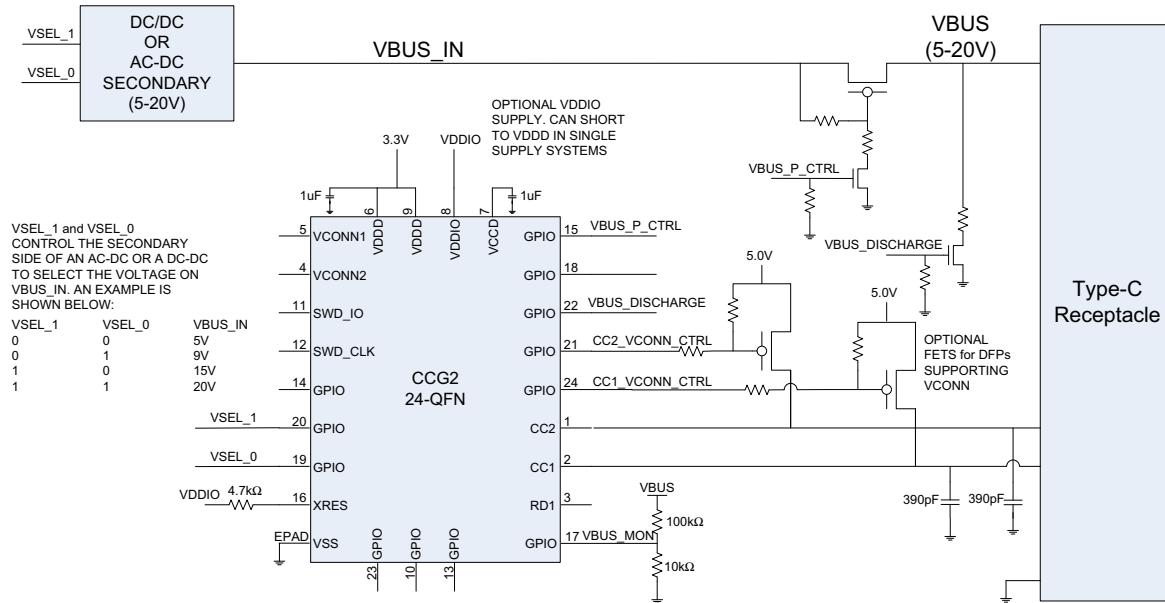 VSEL_1
VSEL_0
DC/DC
OR
AC-DC
SECONDARY
(5-20V)
VBUS_IN
VBUS
(5-20V)
OPTIONAL VDDIO
SUPPLY. CAN SHORT
TO VDDD IN SINGLE
SUPPLY SYSTEMS
3.3V
VDDIO
1uF
1uF
6
9
8
7
VDDD
VDDD
VDDIO
VCCD
VBUS_P_CTRL
VBUS_DISCHARGE
VSEL_1 and VSEL_0
CONTROL THE SECONDARY
SIDE OF AN AC-DC OR A DC-DC
TO SELECT THE VOLTAGE ON
VBUS_IN. AN EXAMPLE IS
SHOWN BELOW:
VSEL_1 VSEL_0 VBUS_IN
0 0 5V
0 1 9V
1 0 15V
1 1 20V
5 VCONN1
4 VCONN2
11 SWD_IO
12 SWD_CLK
14 GPIO
VSEL_1 20 GPIO
VSEL_0 19 GPIO
VDDIO 4.7kΩ 16 XRES
EPAD VSS
CCG2
24-QFN
GPIO 15 VBUS_P_CTRL
GPIO 18
GPIO 22 VBUS_DISCHARGE
GPIO 21 CC2_VCONN_CTRL
GPIO 24 CC1_VCONN_CTRL
CC2 1
CC1 2
RD1 3
GPIO 17 VBUS_MON
GPIO
GPIO
GPIO
23
10
13
5.0V
5.0V
OPTIONAL
FETS for DFPs
SUPPORTING
VCONN
VBUS
100kΩ
10kΩ
390pF
390pF
Type-C
Receptacle